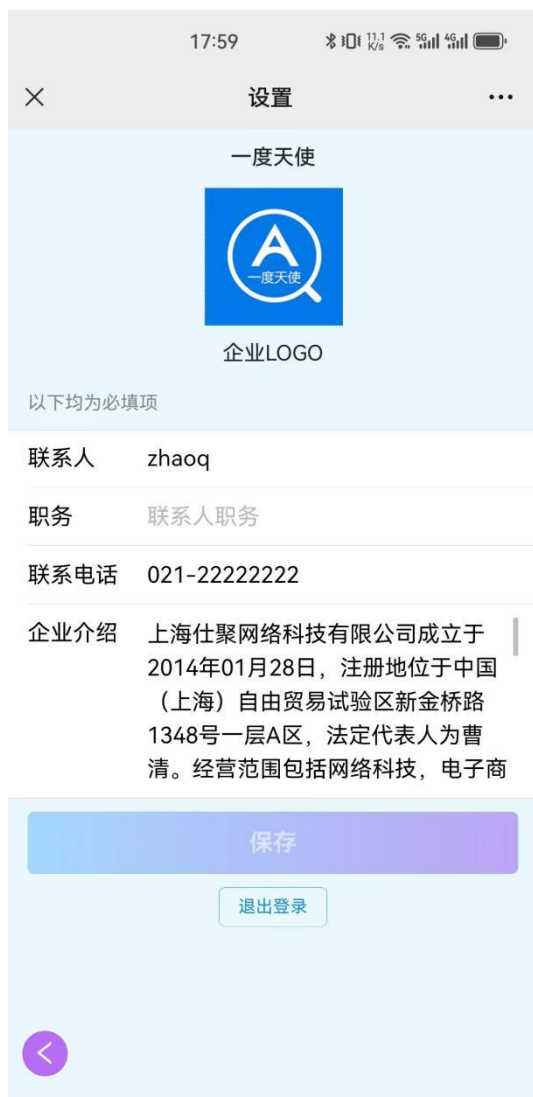 17:59
11.1 K/s 5G 4G
设置
一度天使
A
一度天使
企业LOGO
以下均为必填项
联系人 zhaoq
职务 联系人职务
联系电话 021-22222222
企业介绍 上海仕聚网络科技有限公司成立于
2014年01月28日，注册地位于中国
（上海）自由贸易试验区新金桥路
1348号一层A区，法定代表人为曹
清。经营范围包括网络科技，电子商
保存
退出登录